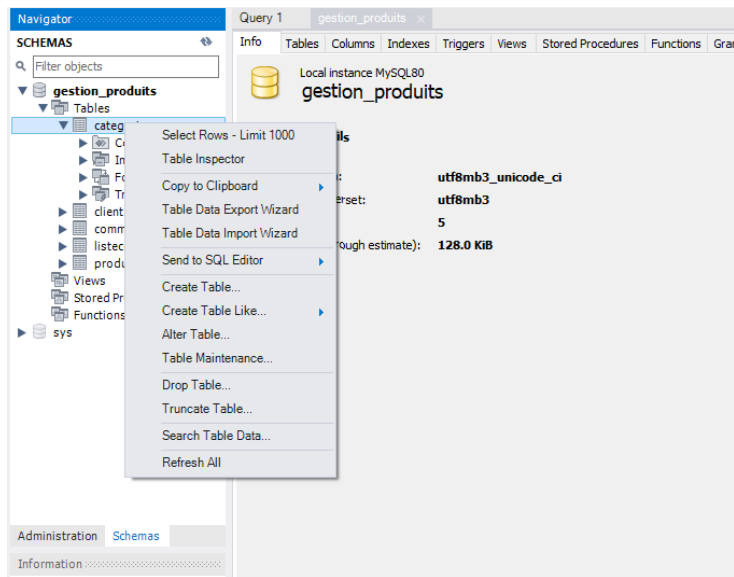 Navigator
SCHEMAS
Filter objects
gestion_produits
Tables
categ
C
In
Fo
Tr
client
comm
listec
produ
Views
Stored Pr
Functions
sys
Administration Schemas
Information
Query 1 gestion_produits
Info Tables Columns Indexes Triggers Views Stored Procedures Functions Gran
Local instance MySQL80
gestion_produits
ils
: utf8mb3_unicode_ci
erset: utf8mb3
5
rough estimate): 128.0 KiB
Select Rows - Limit 1000
Table Inspector
Copy to Clipboard
Table Data Export Wizard
Table Data Import Wizard
Send to SQL Editor
Create Table...
Create Table Like...
Alter Table...
Table Maintenance...
Drop Table...
Truncate Table...
Search Table Data...
Refresh All